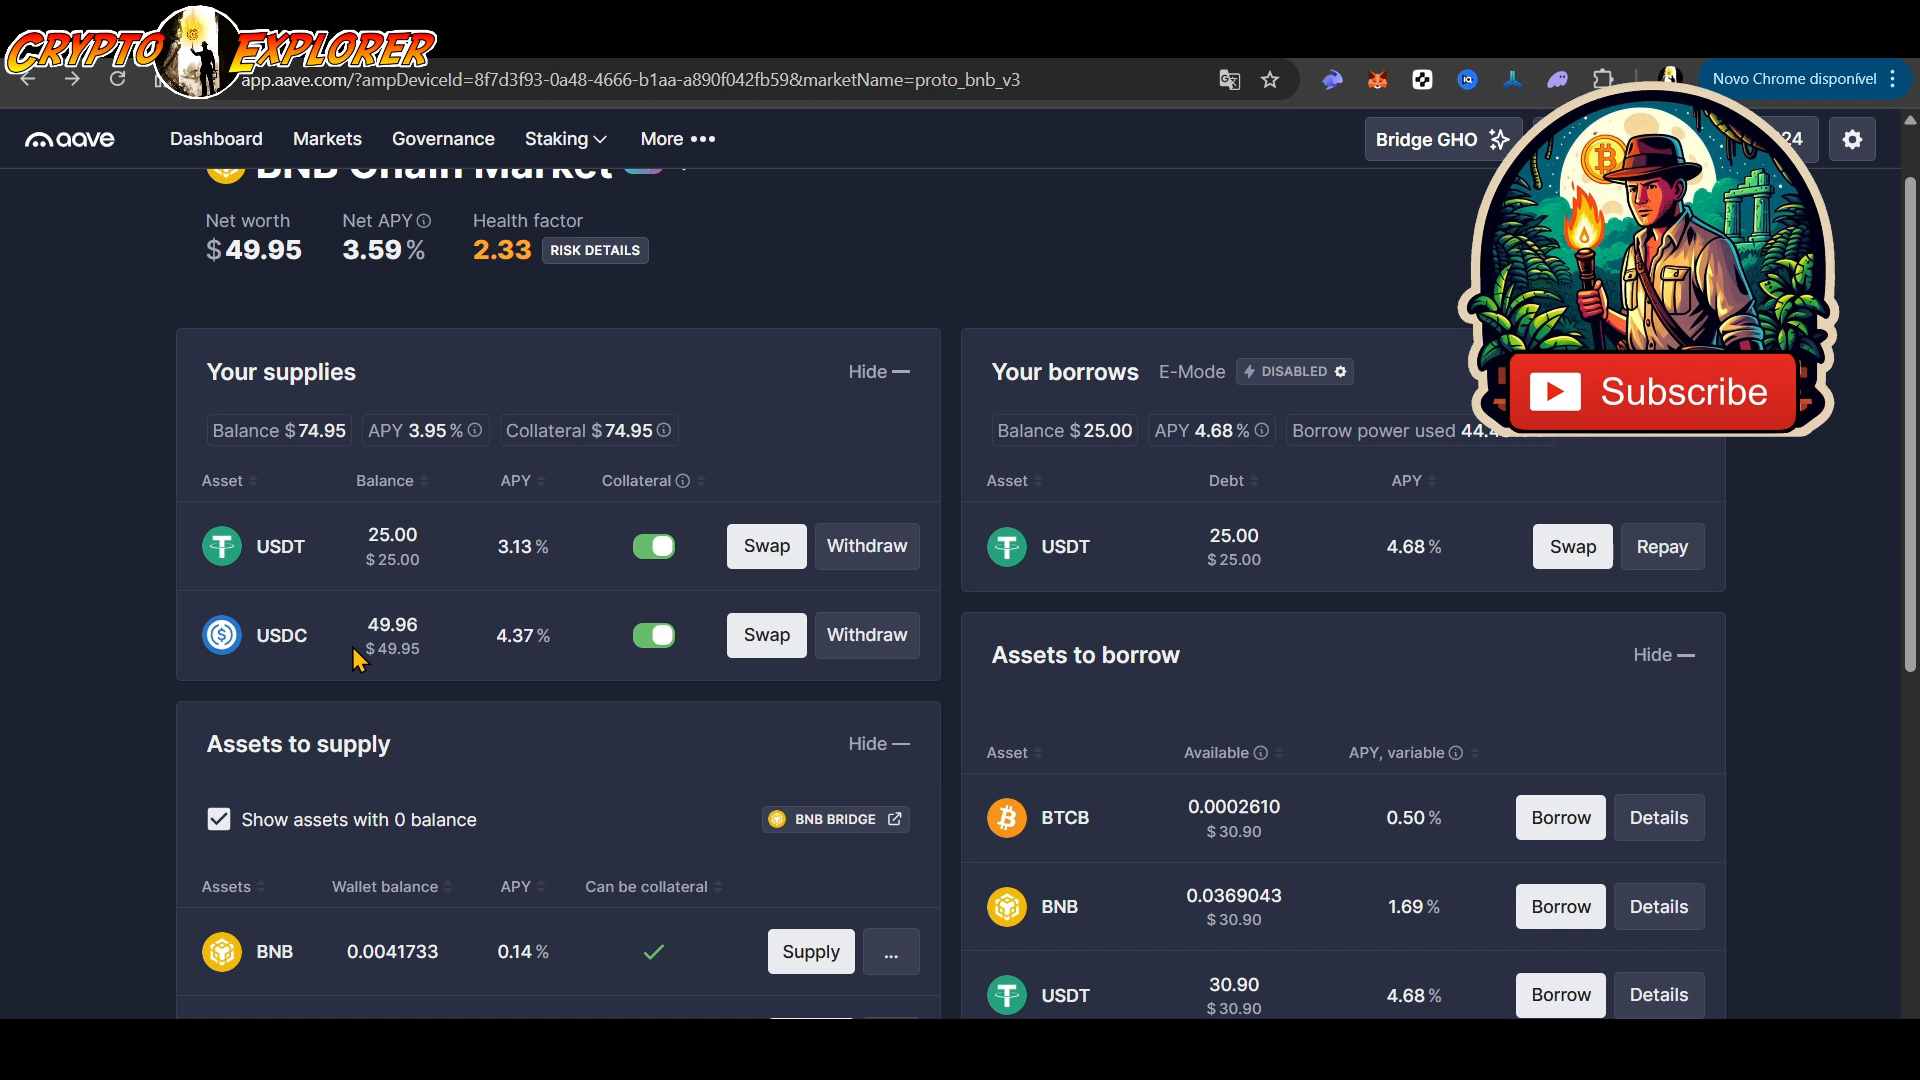 CRYPTO EXPLORER
app.aave.com/?ampDeviceId=8f7d3f93-0a48-4666-b1aa-a890f042fb59&marketName=proto_bnb_v3
Novo Chrome disponível
aave
Dashboard
Markets
Governance
Staking
More
Bridge GHO
24
BNB Chain Market
Net worth
Net APY
Health factor
$49.95
3.59%
2.33
RISK DETAILS
Subscribe
Your supplies
Hide
Balance $74.95
APY 3.95%
Collateral $74.95
Asset
Balance
APY
Collateral
USDT
25.00
$25.00
3.13%
Swap
Withdraw
USDC
49.96
$49.95
4.37%
Swap
Withdraw
Assets to supply
Hide
Show assets with 0 balance
BNB BRIDGE
Assets
Wallet balance
APY
Can be collateral
BNB
0.0041733
0.14%
Supply
...
Your borrows
E-Mode
DISABLED
Balance $25.00
APY 4.68%
Borrow power used 44.4
Asset
Debt
APY
USDT
25.00
$25.00
4.68%
Swap
Repay
Assets to borrow
Hide
Asset
Available
APY, variable
BTCB
0.0002610
$30.90
0.50%
Borrow
Details
BNB
0.0369043
$30.90
1.69%
Borrow
Details
USDT
30.90
$30.90
4.68%
Borrow
Details